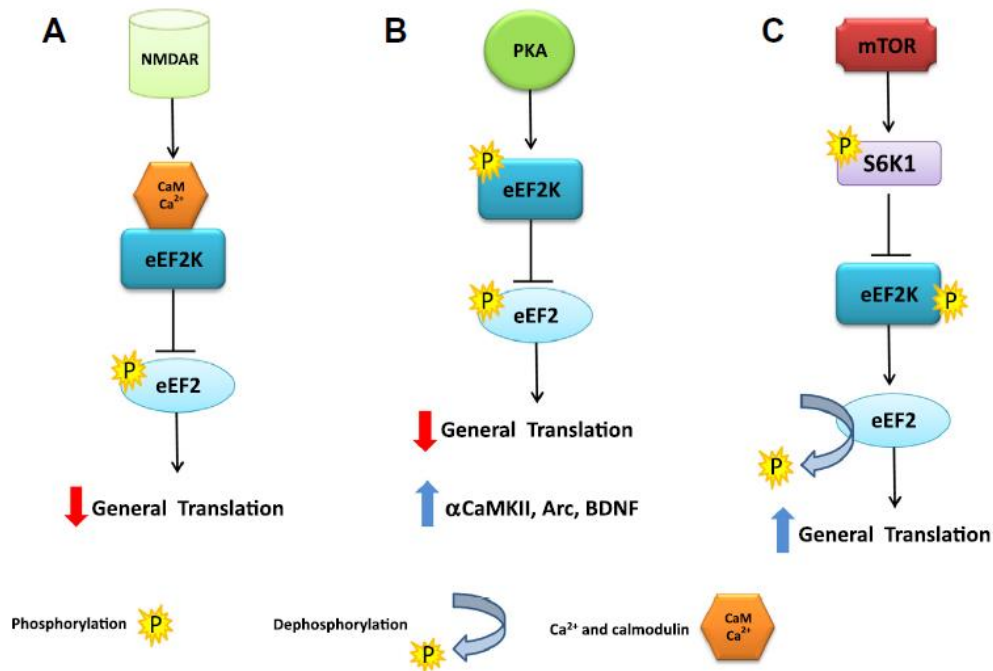 A
NMDAR
CaM
Ca²⁺
eEF2K
P
eEF2
General Translation
B
PKA
P
eEF2K
P
eEF2
General Translation
αCaMKII, Arc, BDNF
C
mTOR
P
S6K1
eEF2K
P
eEF2
P
General Translation
Phosphorylation
P
Dephosphorylation
P
Ca²⁺ and calmodulin
CaM
Ca²⁺